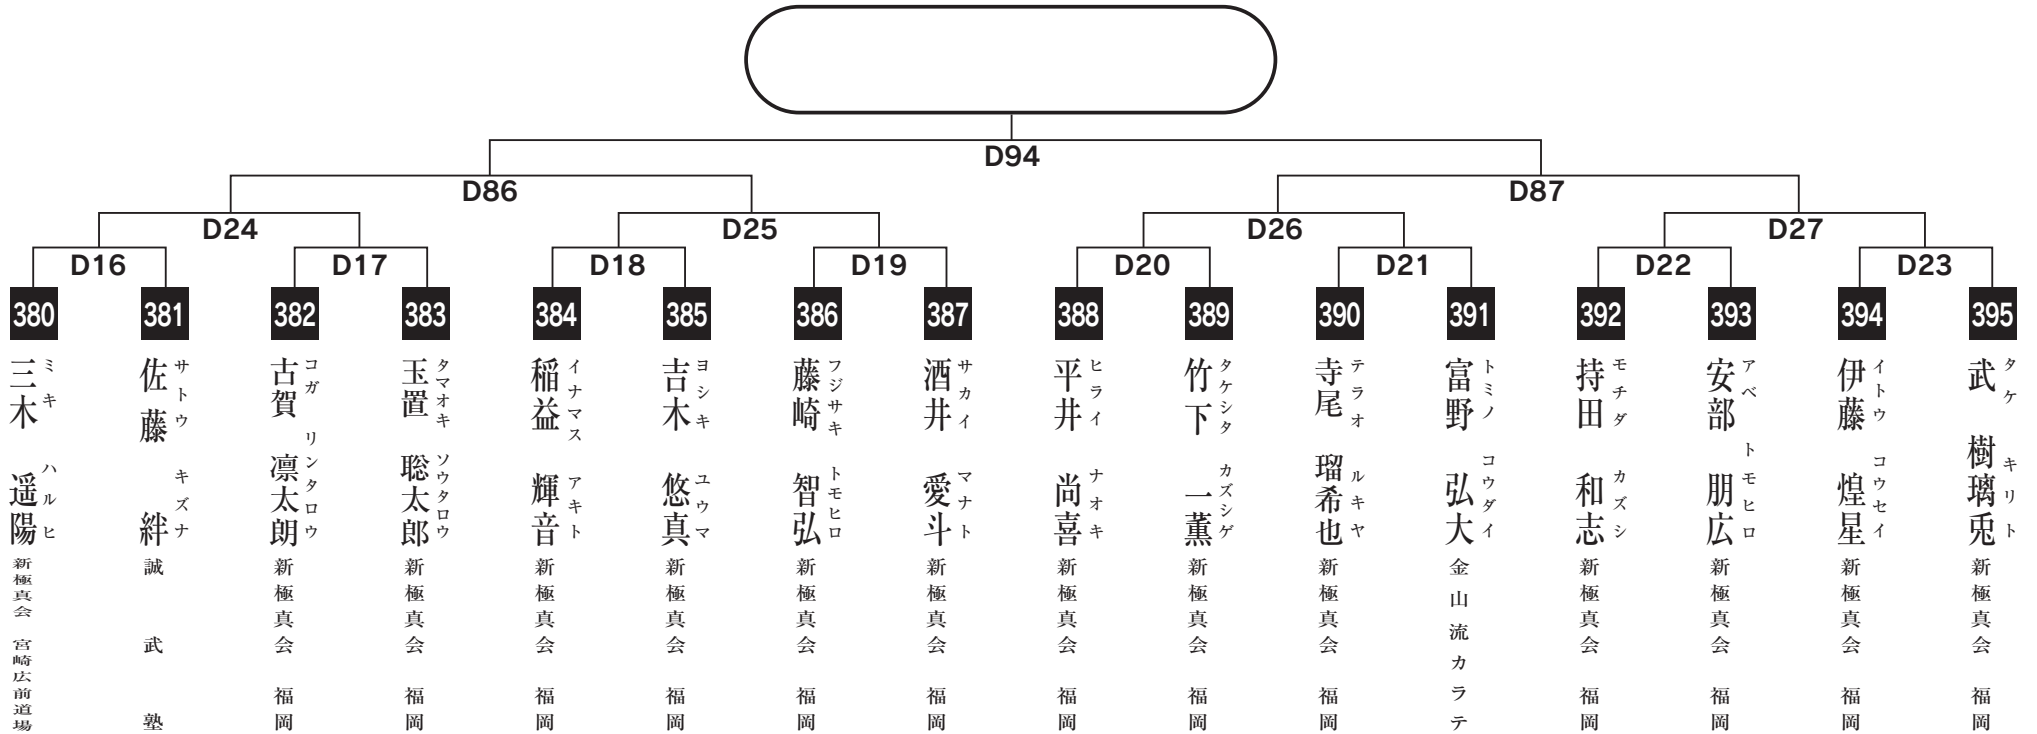 D94
D86
D87
D24
D25
D26
D27
D16
D17
D18
D19
D20
D21
D22
D23
380
381
382
383
384
385
386
387
388
389
390
391
392
393
394
395
三木 遥陽
ミキ ハルヒ
新極真会 宮崎広前道場
佐藤 絆
サトウ キズナ
誠武塾
古賀 凛太朗
コガ リンタロウ
新極真会 福岡
玉置 聡太郎
タマオキ ソウタロウ
新極真会 福岡
稲益 輝音
イナマス アキト
新極真会 福岡
吉木 悠真
ヨシキ ユウマ
新極真会 福岡
藤崎 智弘
フジサキ トモヒロ
新極真会 福岡
酒井 愛斗
サカイ マナト
新極真会 福岡
平井 尚喜
ヒライ ナオキ
新極真会 福岡
竹下 一薫
タケシタ カズシゲ
新極真会 福岡
寺尾 瑠希也
テラオ ルキヤ
新極真会 福岡
富野 弘大
トミノ コウダイ
金山流カラテ
持田 和志
モチダ カズシ
新極真会 福岡
安部 朋広
アベ トモヒロ
新極真会 福岡
伊藤 煌星
イトウ コウセイ
新極真会 福岡
武 樹璃兎
タケ キリト
新極真会 福岡